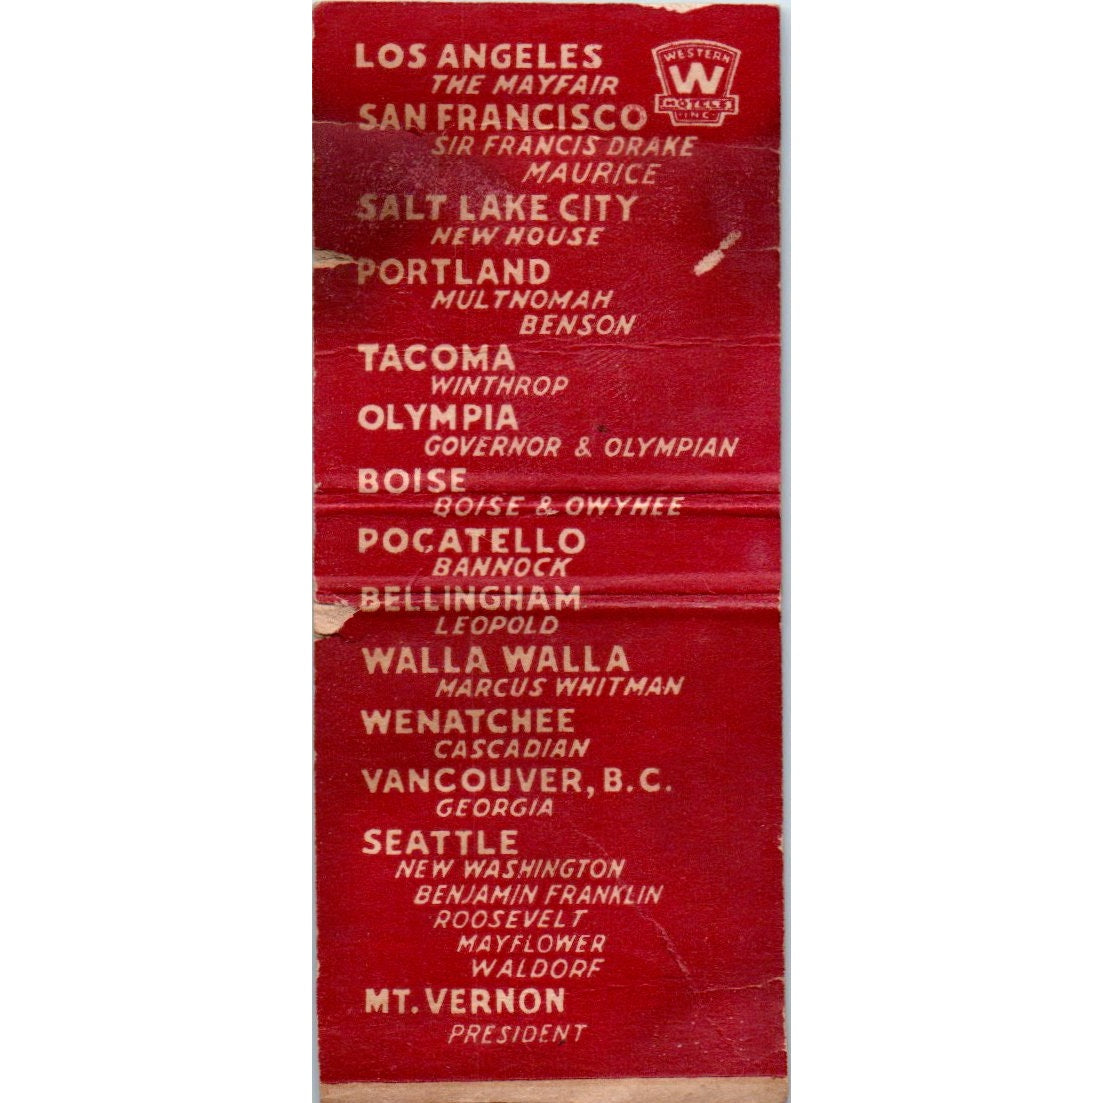 LOS ANGELES
THE MAYFAIR
WESTERN
W
HOTELS
INC
SAN FRANCISCO
SIR FRANCIS DRAKE
MAURICE
SALT LAKE CITY
NEW HOUSE
PORTLAND
MULTNOMAH
BENSON
TACOMA
WINTHROP
OLYMPIA
GOVERNOR & OLYMPIAN
BOISE
BOISE & OWYHEE
POCATELLO
BANNOCK
BELLINGHAM
LEOPOLD
WALLA WALLA
MARCUS WHITMAN
WENATCHEE
CASCADIAN
VANCOUVER, B.C.
GEORGIA
SEATTLE
NEW WASHINGTON
BENJAMIN FRANKLIN
ROOSEVELT
MAYFLOWER
WALDORF
MT. VERNON
PRESIDENT